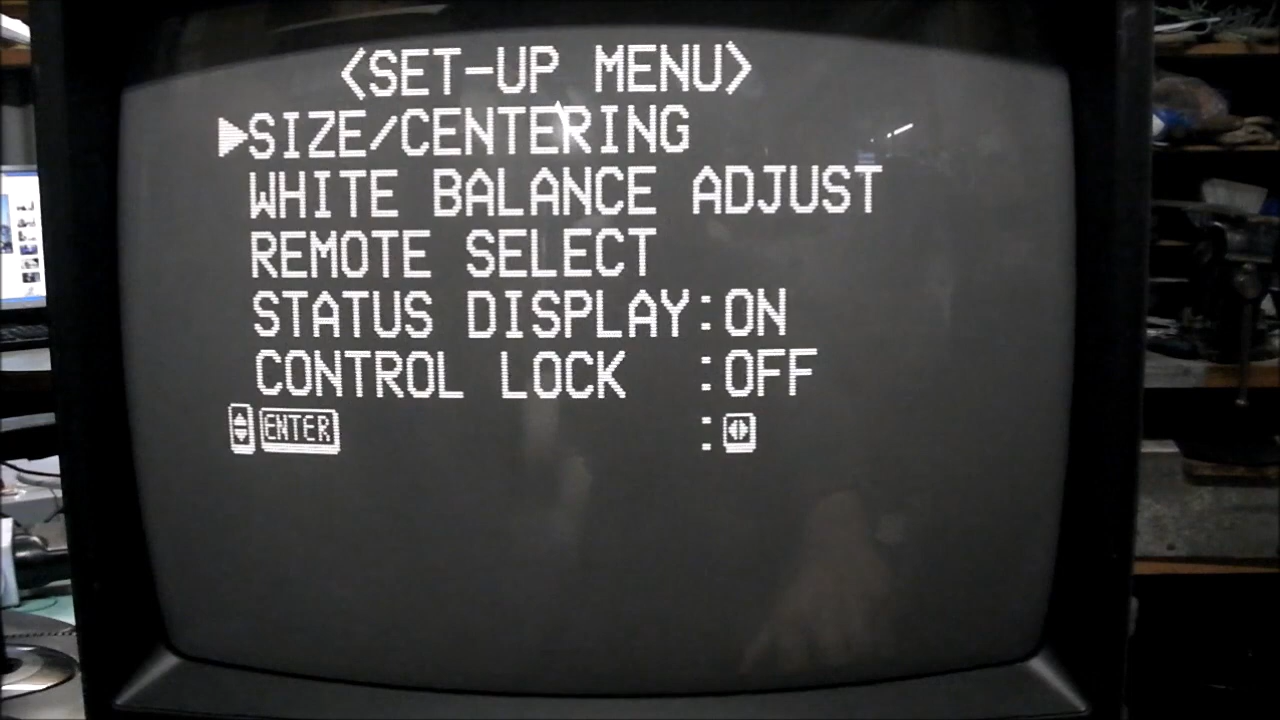 <SET-UP MENU>
▶SIZE/CENTERING
WHITE BALANCE ADJUST
REMOTE SELECT
STATUS DISPLAY:ON
CONTROL LOCK :OFF
ENTER :